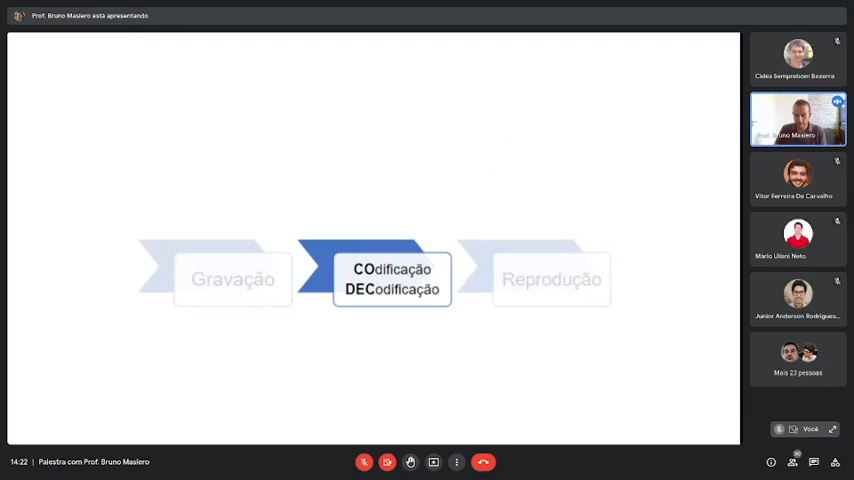 Prof. Bruno Masiero está apresentando
Cides Semprebom Bezerra
Prof. Bruno Masiero
Vitor Ferreira De Carvalho
Gravação
COdificação
DECodificação
Reprodução
Mario Uliani Neto
Junior Anderson Rodrigues...
Mais 23 pessoas
Você
14:22 | Palestra com Prof. Bruno Masiero
30